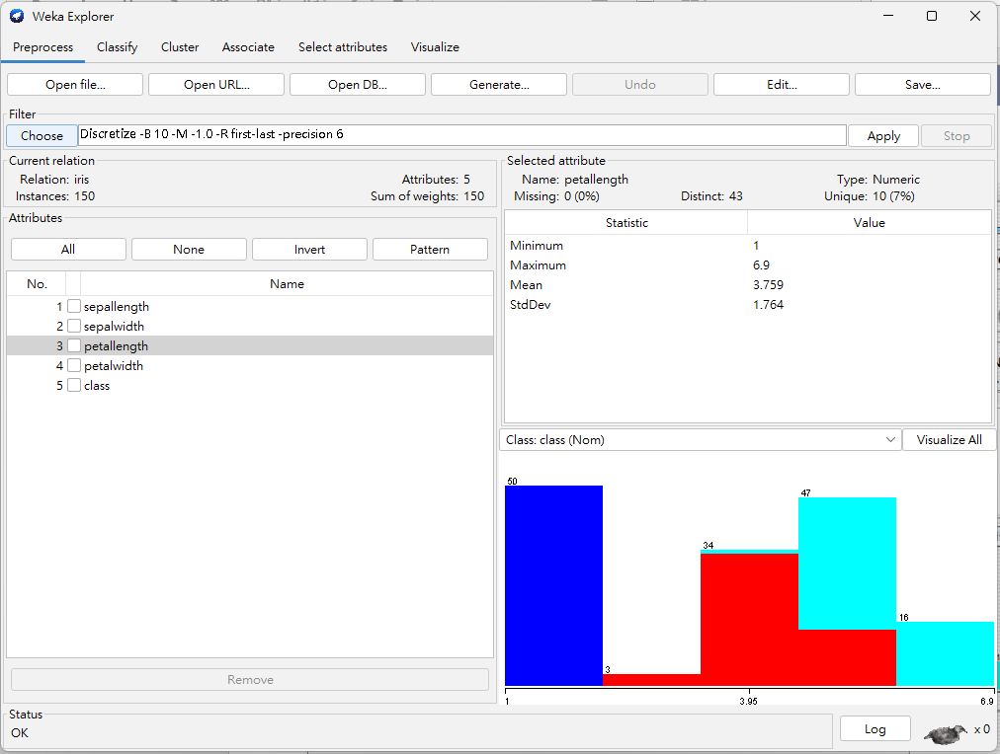 Weka Explorer
Preprocess Classify Cluster Associate Select attributes Visualize
Open file... Open URL... Open DB... Generate... Undo Edit... Save...
Filter
Choose Discretize -B 10 -M -1.0 -R first-last -precision 6 Apply Stop
Current relation
Relation: iris Attributes: 5
Instances: 150 Sum of weights: 150
Attributes
All None Invert Pattern
No. Name
1 sepallength
2 sepalwidth
3 petallength
4 petalwidth
5 class
Remove
Selected attribute
Name: petallength Type: Numeric
Missing: 0 (0%) Distinct: 43 Unique: 10 (7%)
Statistic Value
Minimum 1
Maximum 6.9
Mean 3.759
StdDev 1.764
Class: class (Nom) Visualize All
50
47
34
16
3
1 3.95 6.9
Status
OK
Log x 0